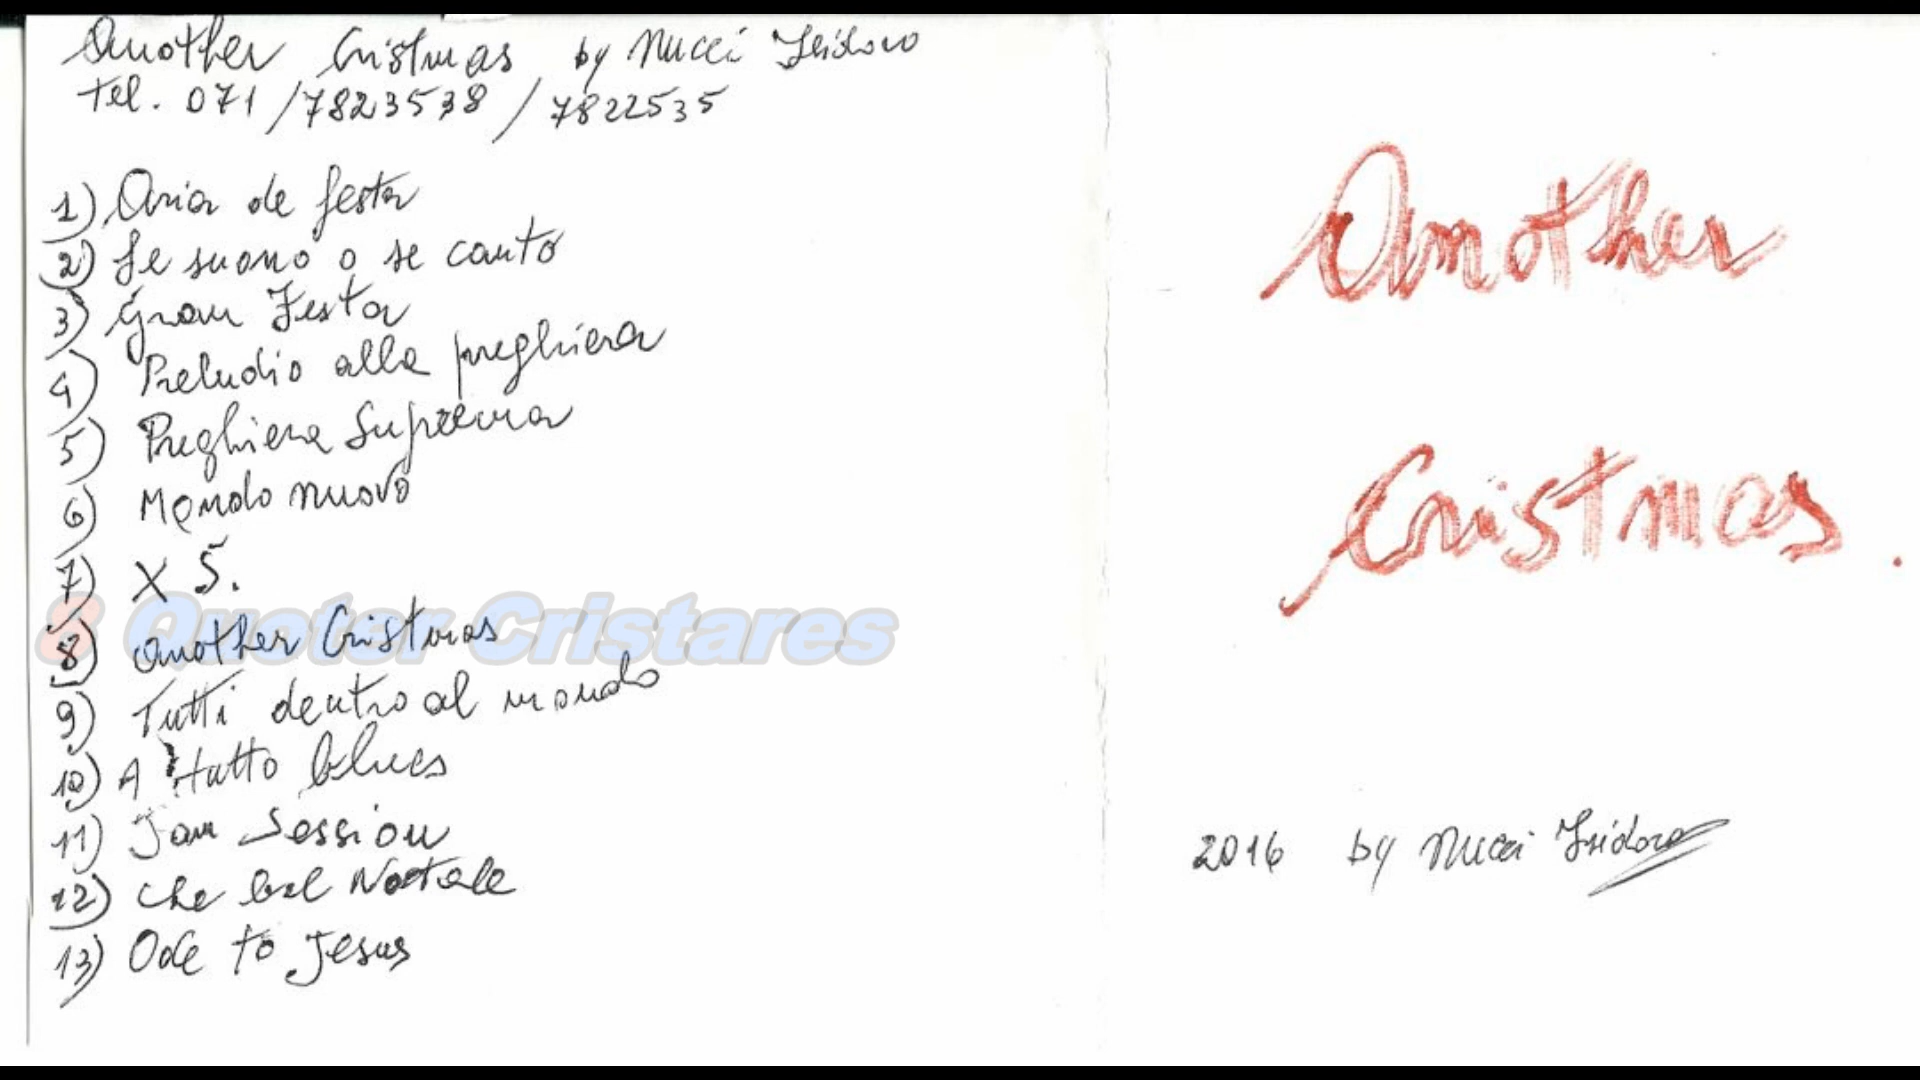 Another Cristmas by Nucci Isidoro
Tel. 071/7823538/7822535
1) Aria de festa
2) Se suono o se canto
3) Gran Festa
4) Preludio alla preghiera
5) Preghiera Suprema
6) Mondo nuovo
7) X 5.
8) Another Cristmas
8 Quoter Cristares
9) Tutti dentro al mondo
10) A tutto blues
11) Jam Session
12) Che bel Natale
13) Ode to Jesus
Another
Cristmas.
2016 by Nucci Isidoro